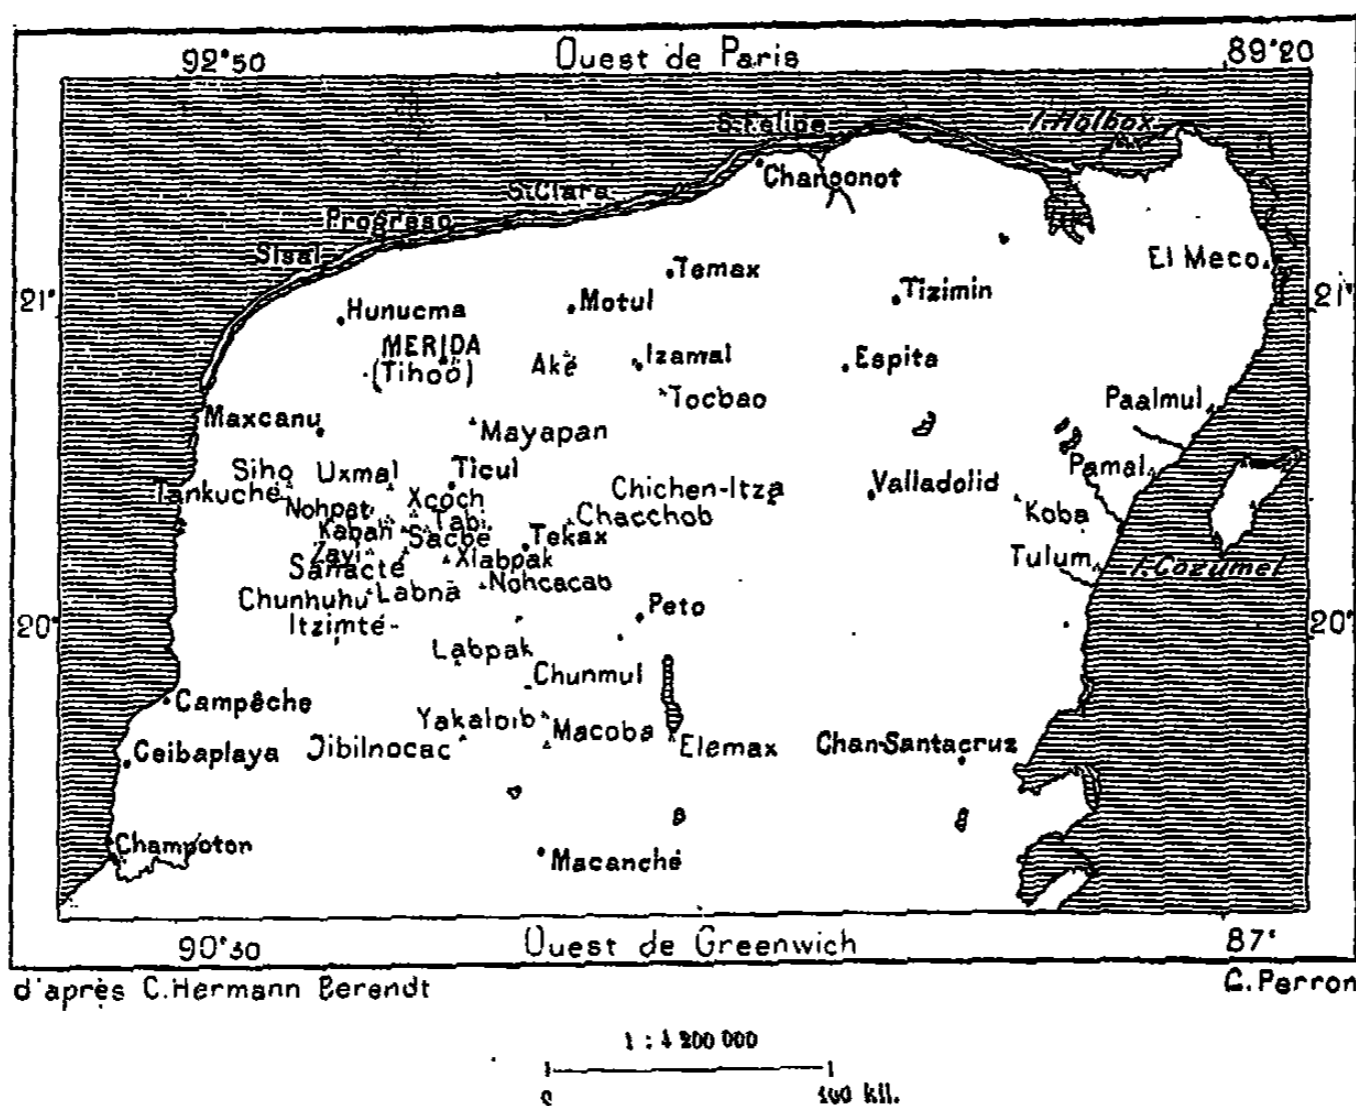 92°50 Ouest de Paris 89°20
S. Felipe I. Holbox
Chanoonot
S. Clara
Progreso
Sisal
El Meco
Temax
21° Hunucma Motul Tizimin 21°
MERIDA
(Tihoó) Aké Izamal Espita
Tocbao Paalmul
Maxcanu Mayapan
Siho Uxmal Ticul Pamal
Tankuché Chichen-Itza Valladolid
Nohpat Xcoch Koba
Kabah Tabi Chacchob
Zayi Sacbé Tekax
Sanacté Xlabpak Tulum I. Cozumel
Chunhuhu Labná Nohcacab
Itzimté Peto
20° 20°
Labpak
Chunmul
Campêche
Yakaloib Macoba
Ceibaplaya Jibilnocac Elemax Chan-Santacruz
Champoton
Macanché
90°30 Ouest de Greenwich 87°
d'après C. Hermann Berendt C. Perron
1 : 4 200 000
0 100 kil.